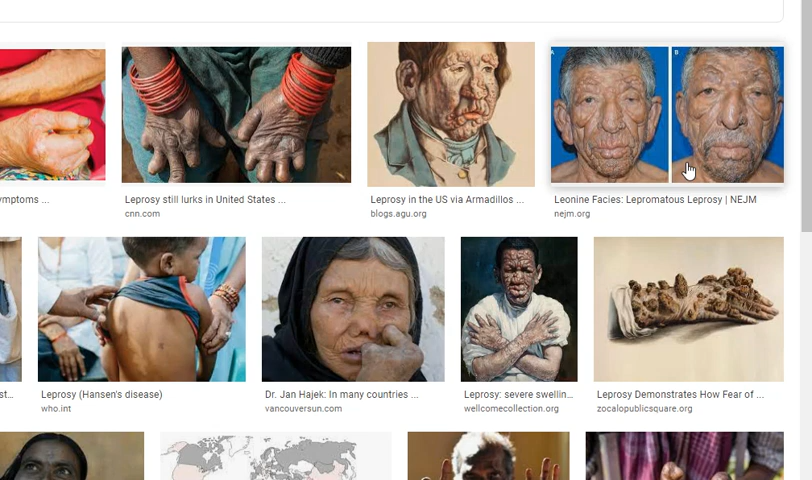 A
B
ymptoms ...
Leprosy still lurks in United States ...
Leprosy in the US via Armadillos ...
Leonine Facies: Lepromatous Leprosy | NEJM
cnn.com
blogs.agu.org
nejm.org
st...
Leprosy (Hansen's disease)
Dr. Jan Hajek: In many countries ...
Leprosy: severe swellin...
Leprosy Demonstrates How Fear of ...
who.int
vancouversun.com
wellcomecollection.org
zocalopublicsquare.org